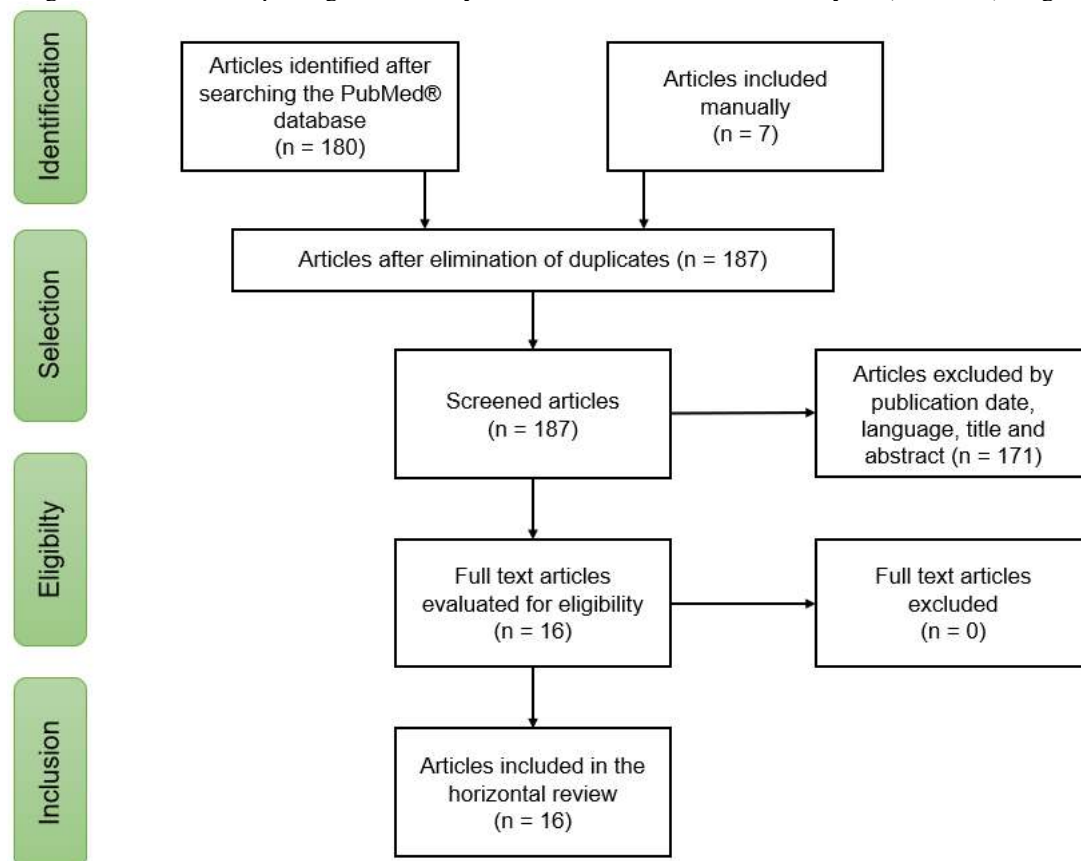 Identification
Articles identified after
searching the PubMed®
database
(n = 180)
Articles included
manually
(n = 7)
Selection
Articles after elimination of duplicates (n = 187)
Screened articles
(n = 187)
Articles excluded by
publication date,
language, title and
abstract (n = 171)
Eligibilty
Full text articles
evaluated for eligibility
(n = 16)
Full text articles
excluded
(n = 0)
Inclusion
Articles included in the
horizontal review
(n = 16)